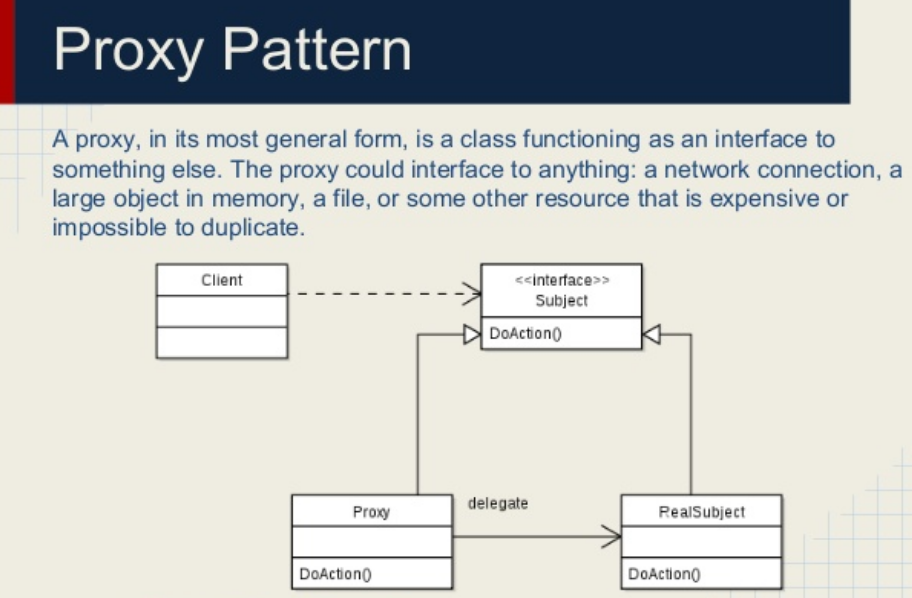 Proxy Pattern
A proxy, in its most general form, is a class functioning as an interface to
something else. The proxy could interface to anything: a network connection, a
large object in memory, a file, or some other resource that is expensive or
impossible to duplicate.
Client
<<interface>>
Subject
DoAction()
Proxy
delegate
RealSubject
DoAction()
DoAction()